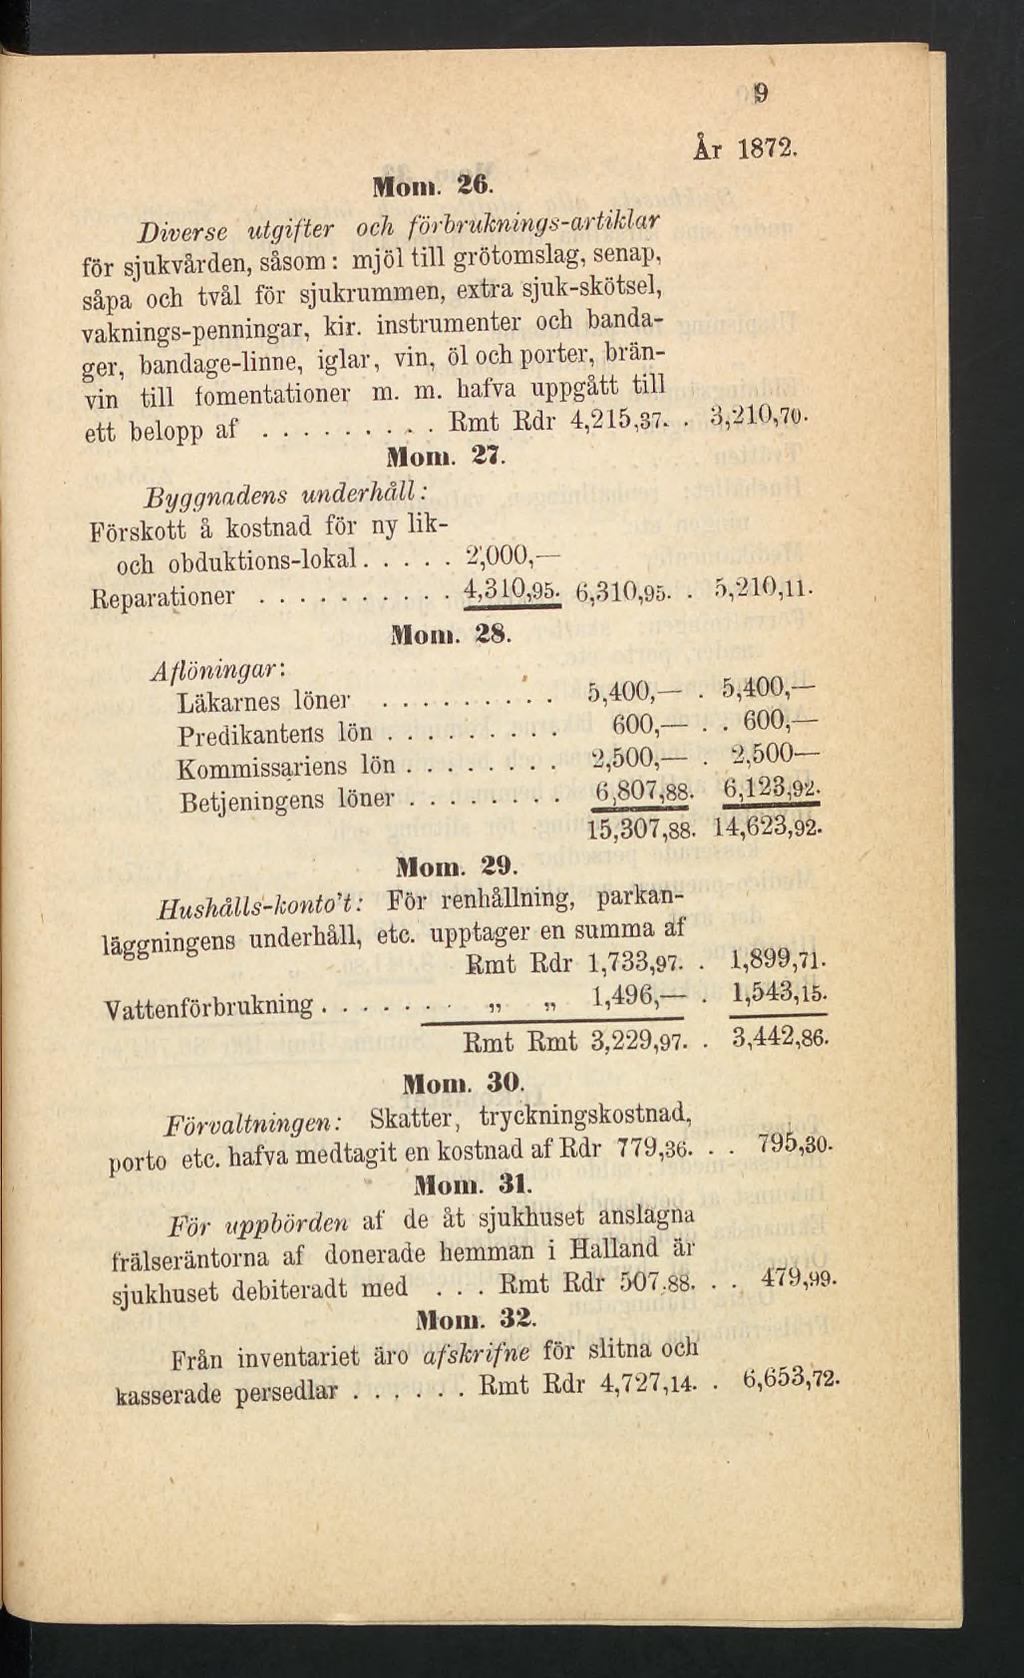 9
År 1872.
Mom. 26.
Diverse utgifter och förbruknings-artiklar
för sjukvården, såsom: mjöl till grötomslag, senap,
såpa och tvål för sjukrummen, extra sjuk-skötsel,
vaknings-penningar, kir. instrumenter och banda-
ger, bandage-linne, iglar, vin, öl och porter, brän-
vin till fomentationer m. m. hafva uppgått till
ett belopp af . . . . . . . . . Rmt Rdr 4,215,37. . 3,210,70.
Mom. 27.
Byggnadens underhåll:
Förskott å kostnad för ny lik-
och obduktions-lokal. . . . . 2,000,—
Reparationer . . . . . . . . . . 4,310,95. 6,310,95. . 5,210,11.
Mom. 28.
Aflöningar:
Läkarnes löner . . . . . . . . . 5,400,— . 5,400,—
Predikantens lön . . . . . . . . . 600,— . . 600,—
Kommissariens lön . . . . . . . . 2,500,— . 2,500—
Betjeningens löner . . . . . . . . 6,807,88. 6,123,92.
15,307,88. 14,623,92.
Mom. 29.
Hushålls-konto't: För renhållning, parkan-
läggningens underhåll, etc. upptager en summa af
Rmt Rdr 1,733,97. . 1,899,71.
Vattenförbrukning . . . . . . „ „ 1,496,— . 1,543,15.
Rmt Rmt 3,229,97. . 3,442,86.
Mom. 30.
Förvaltningen: Skatter, tryckningskostnad,
porto etc. hafva medtagit en kostnad af Rdr 779,36. . . 795,30.
Mom. 31.
För uppbörden af de åt sjukhuset anslagna
frälseräntorna af donerade hemman i Halland är
sjukhuset debiteradt med . . . Rmt Rdr 507,88. . . 479,99.
Mom. 32.
Från inventariet äro afskrifne för slitna och
kasserade persedlar . . . . . . Rmt Rdr 4,727,14. . 6,653,72.